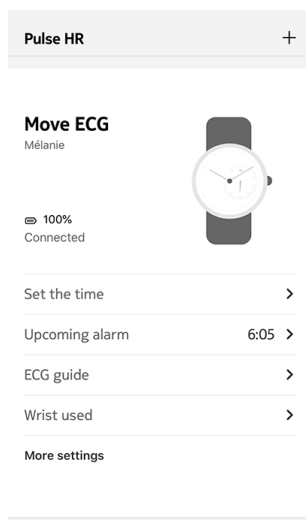 Pulse HR
Move ECG
Mélanie
100%
Connected
Set the time
Upcoming alarm 6:05
ECG guide
Wrist used
More settings